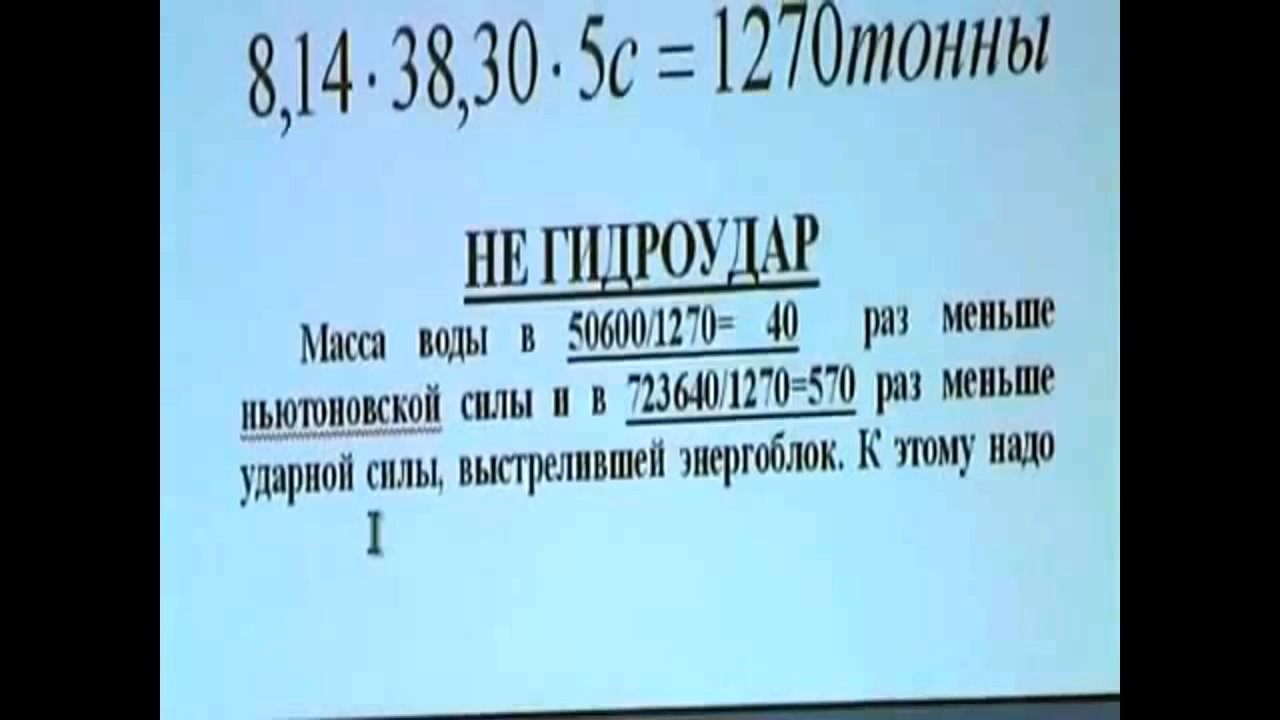 8,14·38,30·5с = 1270тонны
НЕ ГИДРОУДАР
Масса воды в 50600/1270= 40 раз меньше
ньютоновской силы и в 723640/1270=570 раз меньше
ударной силы, выстрелившей энергоблок. К этому надо